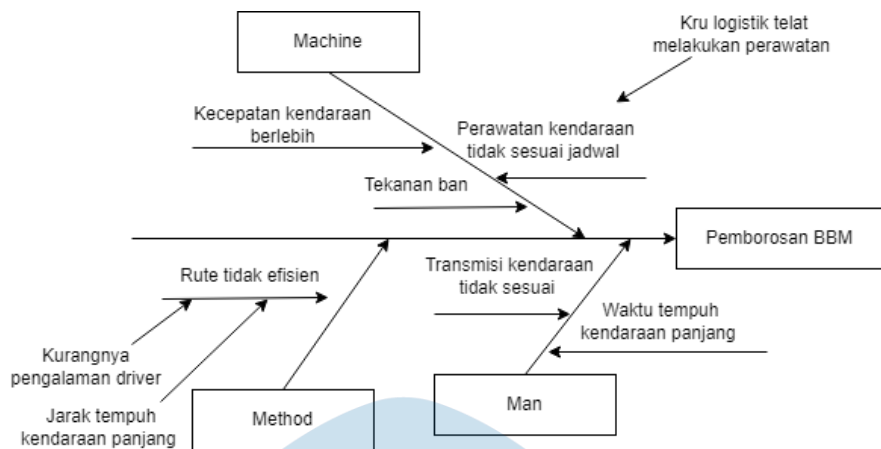 Machine
Kru logistik telat
melakukan perawatan
Kecepatan kendaraan
berlebih
Perawatan kendaraan
tidak sesuai jadwal
Tekanan ban
Pemborosan BBM
Rute tidak efisien
Transmisi kendaraan
tidak sesuai
Waktu tempuh
kendaraan panjang
Kurangnya
pengalaman driver
Jarak tempuh
kendaraan panjang
Method
Man